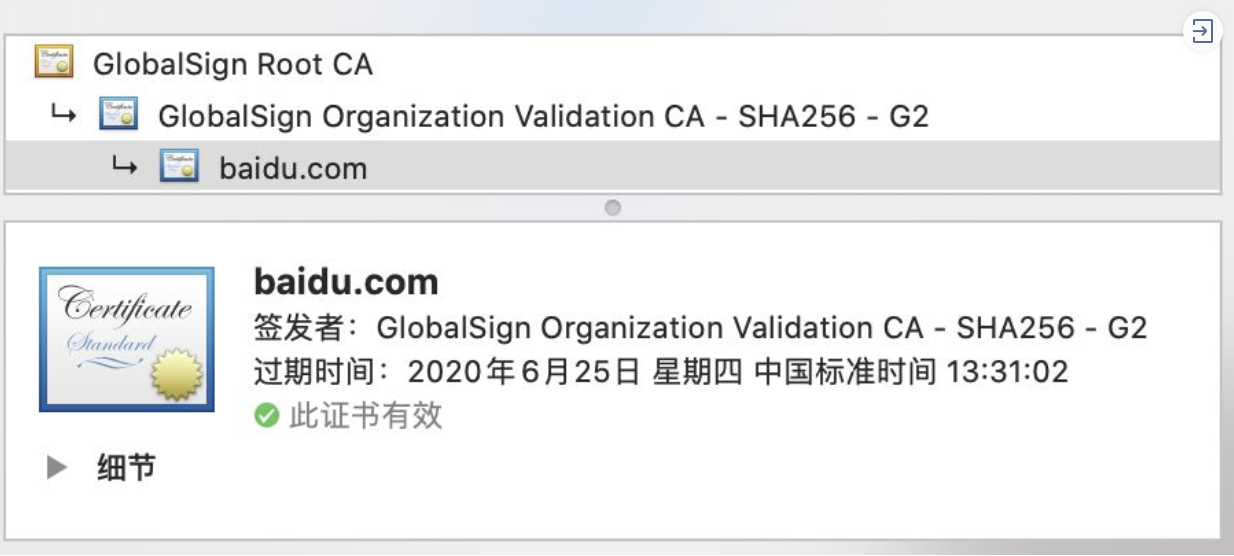 GlobalSign Root CA
GlobalSign Organization Validation CA - SHA256 - G2
baidu.com
Certificate
Standard
baidu.com
签发者：GlobalSign Organization Validation CA - SHA256 - G2
过期时间：2020年6月25日 星期四 中国标准时间 13:31:02
此证书有效
细节